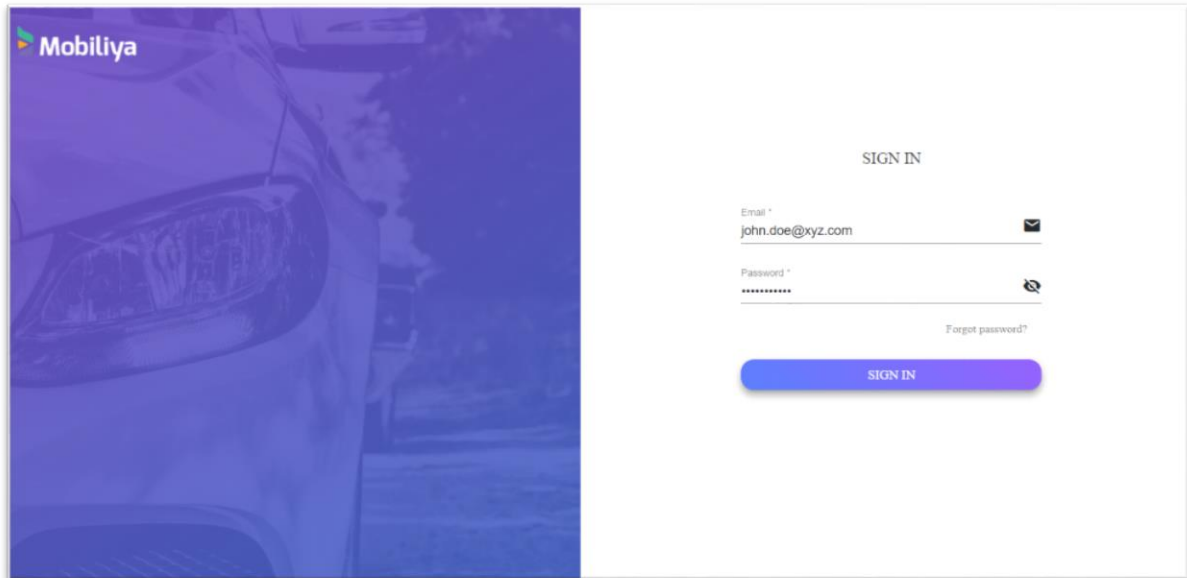 Mobiliya
SIGN IN
Email *
john.doe@xyz.com
Password *
•••••••••••
Forgot password?
SIGN IN